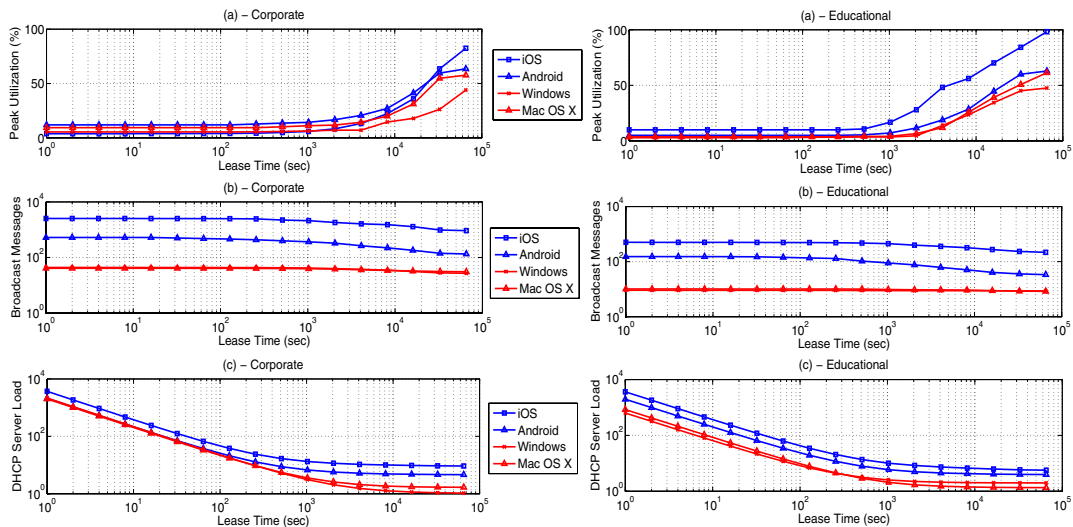 (a) − Corporate
Peak Utilization (%)
100
50
0
10^0 10^1 10^2 10^3 10^4 10^5
Lease Time (sec)
iOS
Android
Windows
Mac OS X
(a) − Educational
Peak Utilization (%)
100
50
0
10^0 10^1 10^2 10^3 10^4 10^5
Lease Time (sec)
(b) − Corporate
Broadcast Messages
10^4
10^2
10^0
10^0 10^1 10^2 10^3 10^4 10^5
Lease Time (sec)
iOS
Android
Windows
Mac OS X
(b) − Educational
Broadcast Messages
10^4
10^2
10^0
10^0 10^1 10^2 10^3 10^4 10^5
Lease Time (sec)
(c) − Corporate
DHCP Server Load
10^4
10^2
10^0
10^0 10^1 10^2 10^3 10^4 10^5
Lease Time (sec)
iOS
Android
Windows
Mac OS X
(c) − Educational
DHCP Server Load
10^4
10^2
10^0
10^0 10^1 10^2 10^3 10^4 10^5
Lease Time (sec)